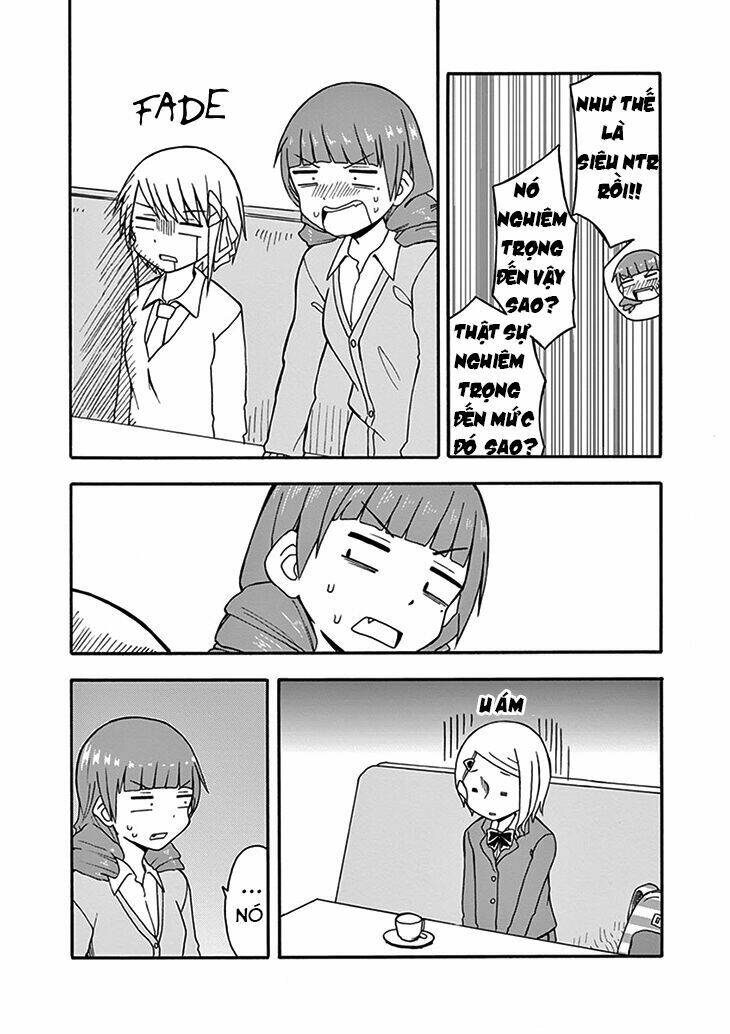 NHƯ THẾ
LÀ
SIÊU NTR
RỒI!!
NÓ
NGHIÊM
TRỌNG
ĐẾN VẬY
SAO?
THẬT SỰ
NGHIÊM
TRỌNG
ĐẾN MỨC
ĐÓ SAO?
FADE
U ÁM
...
NÓ